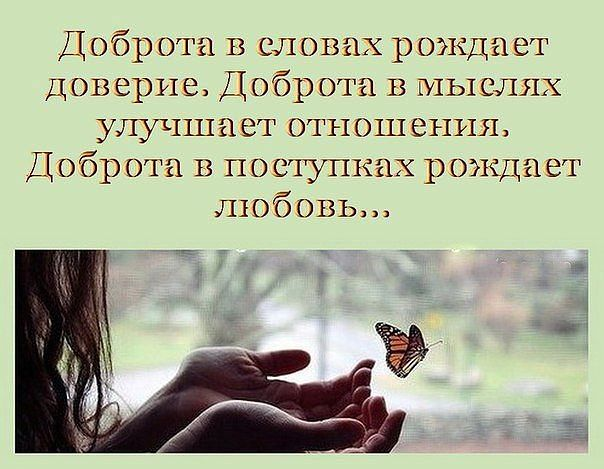 Доброта в словах рождает
доверие. Доброта в мыслях
улучшает отношения.
Доброта в поступках рождает
любовь...